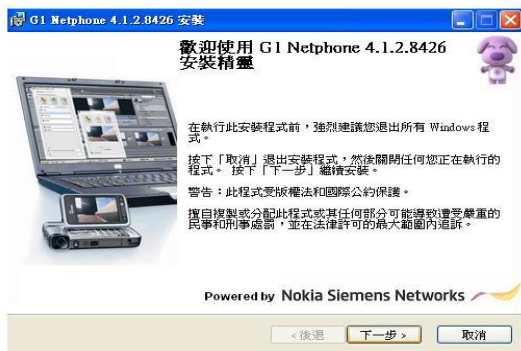 G1 Netphone 4.1.2.8426 安裝
歡迎使用 G1 Netphone 4.1.2.8426
安裝精靈
在執行此安裝程式前，強烈建議您退出所有 Windows 程
式。
按下「取消」退出安裝程式，然後關閉任何您正在執行的
程式。 按下「下一步」繼續安裝。
警告：此程式受版權法和國際公約保護。
擅自複製或分配此程式或其任何部分可能導致遭受嚴重的
民事和刑事處罰，並在法律許可的最大範圍內追訴。
Powered by Nokia Siemens Networks
< 後退 下一步 > 取消